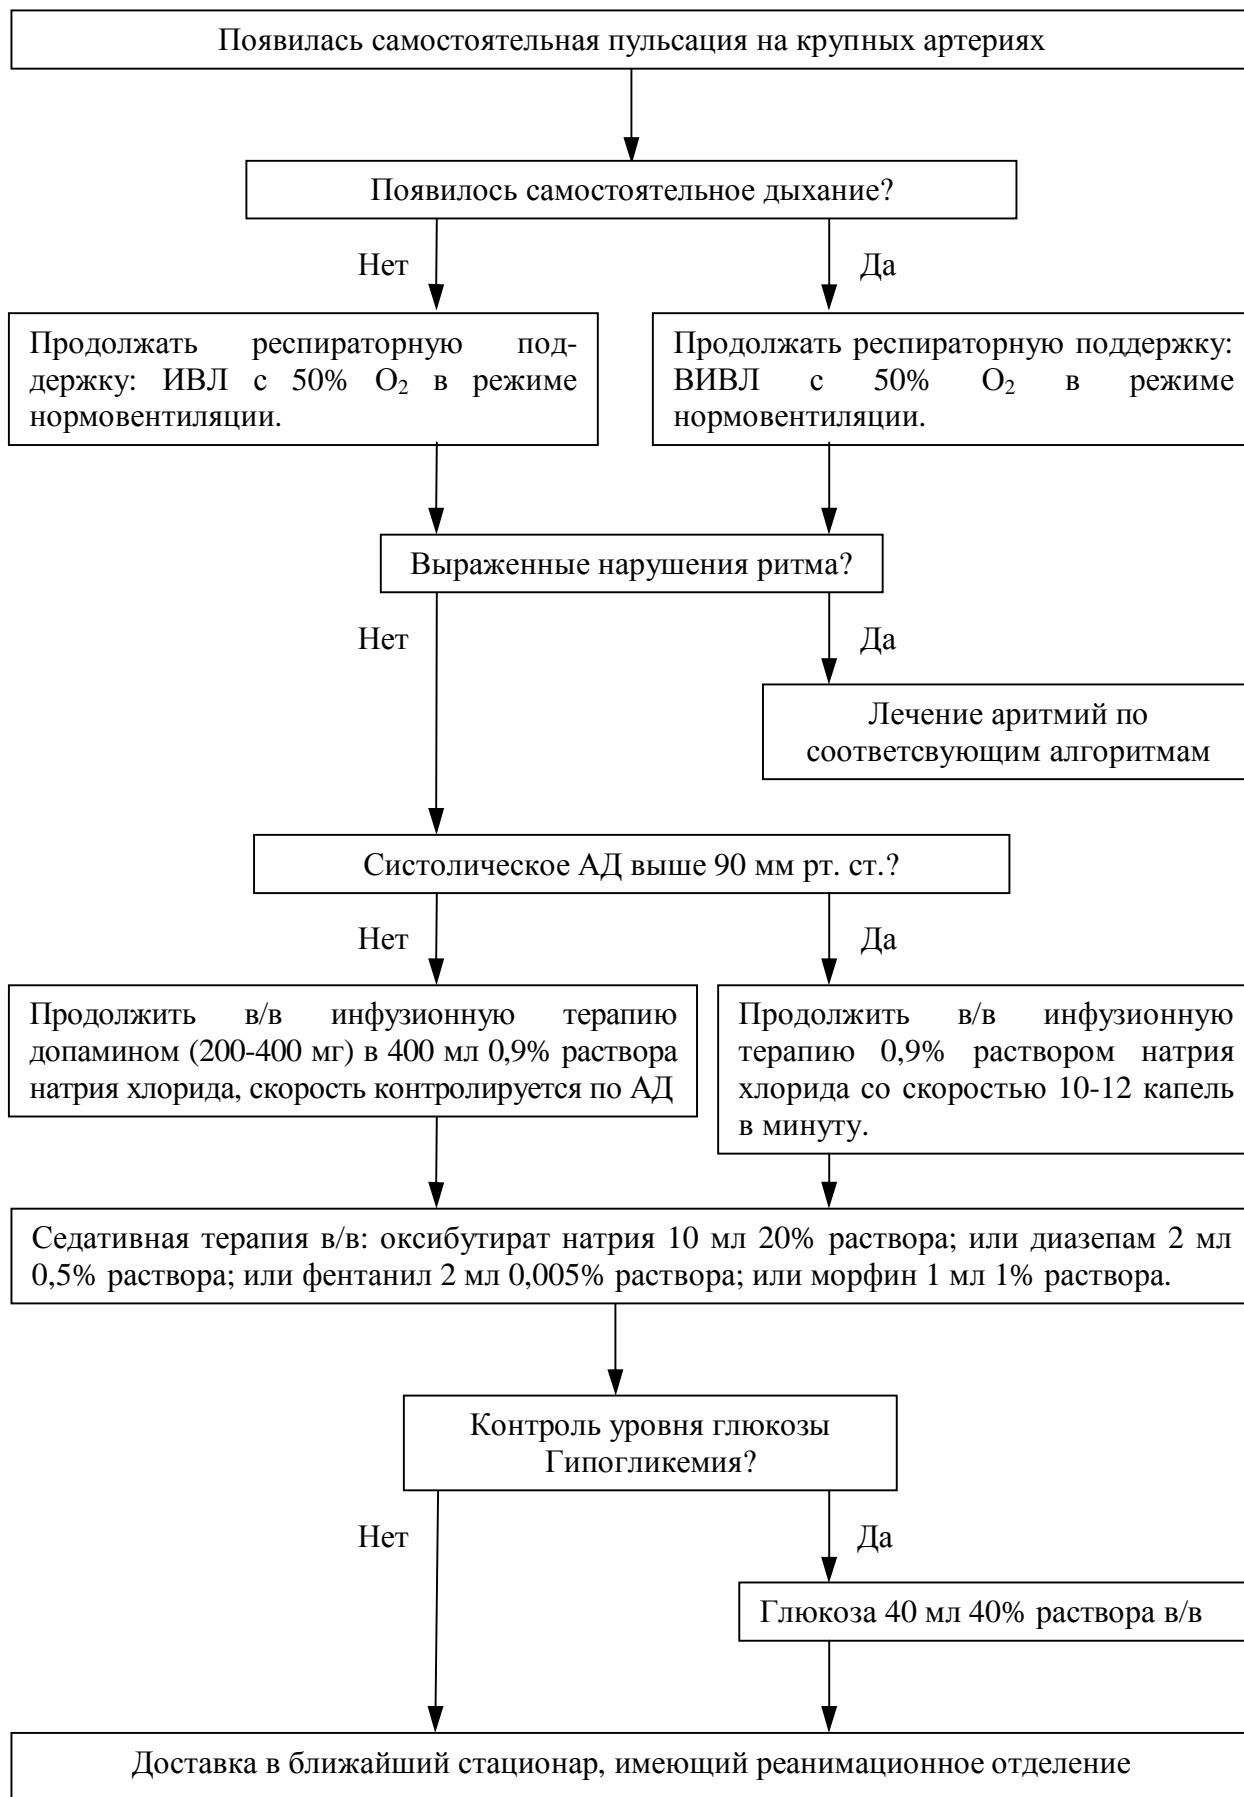 Появилась самостоятельная пульсация на крупных артериях
Появилось самостоятельное дыхание?
Нет
Да
Продолжать респираторную под-
держку: ИВЛ с 50% O₂ в режиме
нормовентиляции.
Продолжать респираторную поддержку:
ВИВЛ с 50% O₂ в режиме
нормовентиляции.
Выраженные нарушения ритма?
Нет
Да
Лечение аритмий по
соответсвующим алгоритмам
Систолическое АД выше 90 мм рт. ст.?
Нет
Да
Продолжить в/в инфузионную терапию
допамином (200-400 мг) в 400 мл 0,9% раствора
натрия хлорида, скорость контролируется по АД
Продолжить в/в инфузионную
терапию 0,9% раствором натрия
хлорида со скоростью 10-12 капель
в минуту.
Седативная терапия в/в: оксибутират натрия 10 мл 20% раствора; или диазепам 2 мл
0,5% раствора; или фентанил 2 мл 0,005% раствора; или морфин 1 мл 1% раствора.
Контроль уровня глюкозы
Гипогликемия?
Нет
Да
Глюкоза 40 мл 40% раствора в/в
Доставка в ближайший стационар, имеющий реанимационное отделение